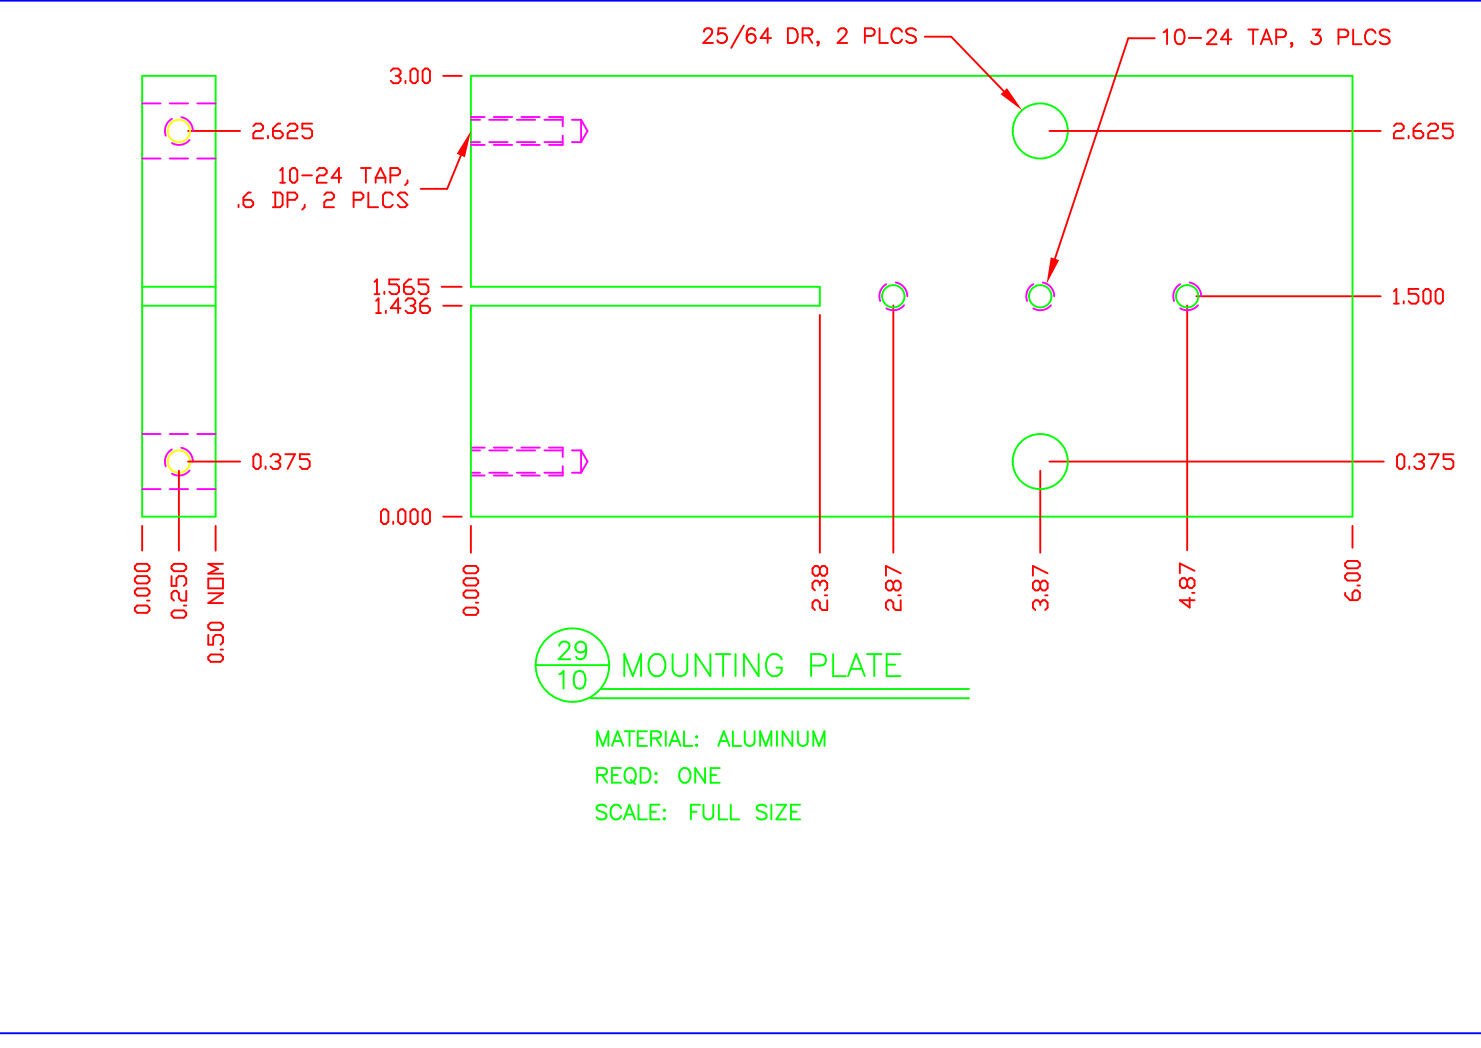 25/64 DR, 2 PLCS
10-24 TAP, 3 PLCS
3.00
2.625
2.625
10-24 TAP,
.6 DP, 2 PLCS
1.565
1.436
1.500
0.375
0.375
0.000
0.000
0.250
0.50 NOM
0.000
2.38
2.87
3.87
4.87
6.00
29
10
MOUNTING PLATE
MATERIAL: ALUMINUM
REQD: ONE
SCALE: FULL SIZE